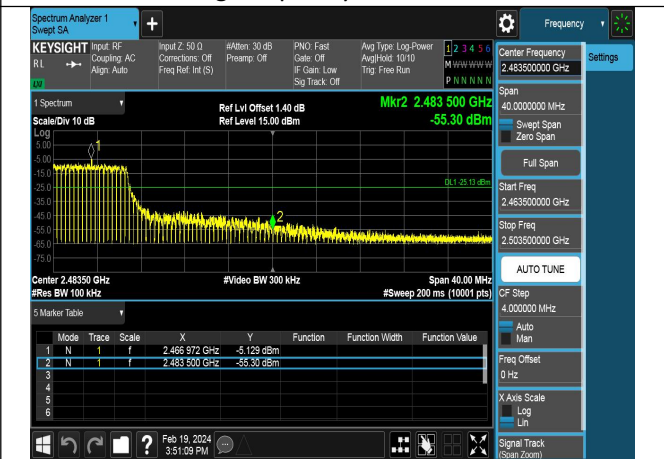 Spectrum Analyzer 1
Swept SA
+
Frequency
KEYSIGHT
Input: RF
Coupling: AC
Align: Auto
Input Z: 50 Ω
Corrections: Off
Freq Ref: Int (S)
#Atten: 30 dB
Preamp: Off
PNO: Fast
Gate: Off
IF Gain: Low
Sig Track: Off
Avg Type: Log-Power
Avg|Hold: 10/10
Trig: Free Run
1 2 3 4 5 6
M W W W W W
P N N N N N
RL
LXI
Center Frequency
2.483500000 GHz
Settings
Span
40.0000000 MHz
Swept Span
Zero Span
Full Span
Start Freq
2.463500000 GHz
Stop Freq
2.503500000 GHz
AUTO TUNE
CF Step
4.000000 MHz
Auto
Man
Freq Offset
0 Hz
X Axis Scale
Log
Lin
Signal Track
(Span Zoom)
1 Spectrum
Scale/Div 10 dB
Ref Lvl Offset 1.40 dB
Ref Level 15.00 dBm
Mkr2 2.483 500 GHz
-55.30 dBm
Log
5.00
-5.00
-15.0
-25.0
-35.0
-45.0
-55.0
-65.0
-75.0
1
2
DL1 -25.13 dBm
Center 2.48350 GHz
#Res BW 100 kHz
#Video BW 300 kHz
Span 40.00 MHz
#Sweep 200 ms (10001 pts)
5 Marker Table
Mode Trace Scale X Y Function Function Width Function Value
1 N 1 f 2.466 972 GHz -5.129 dBm
2 N 1 f 2.483 500 GHz -55.30 dBm
3
4
5
6
?
Feb 19, 2024
3:51:09 PM